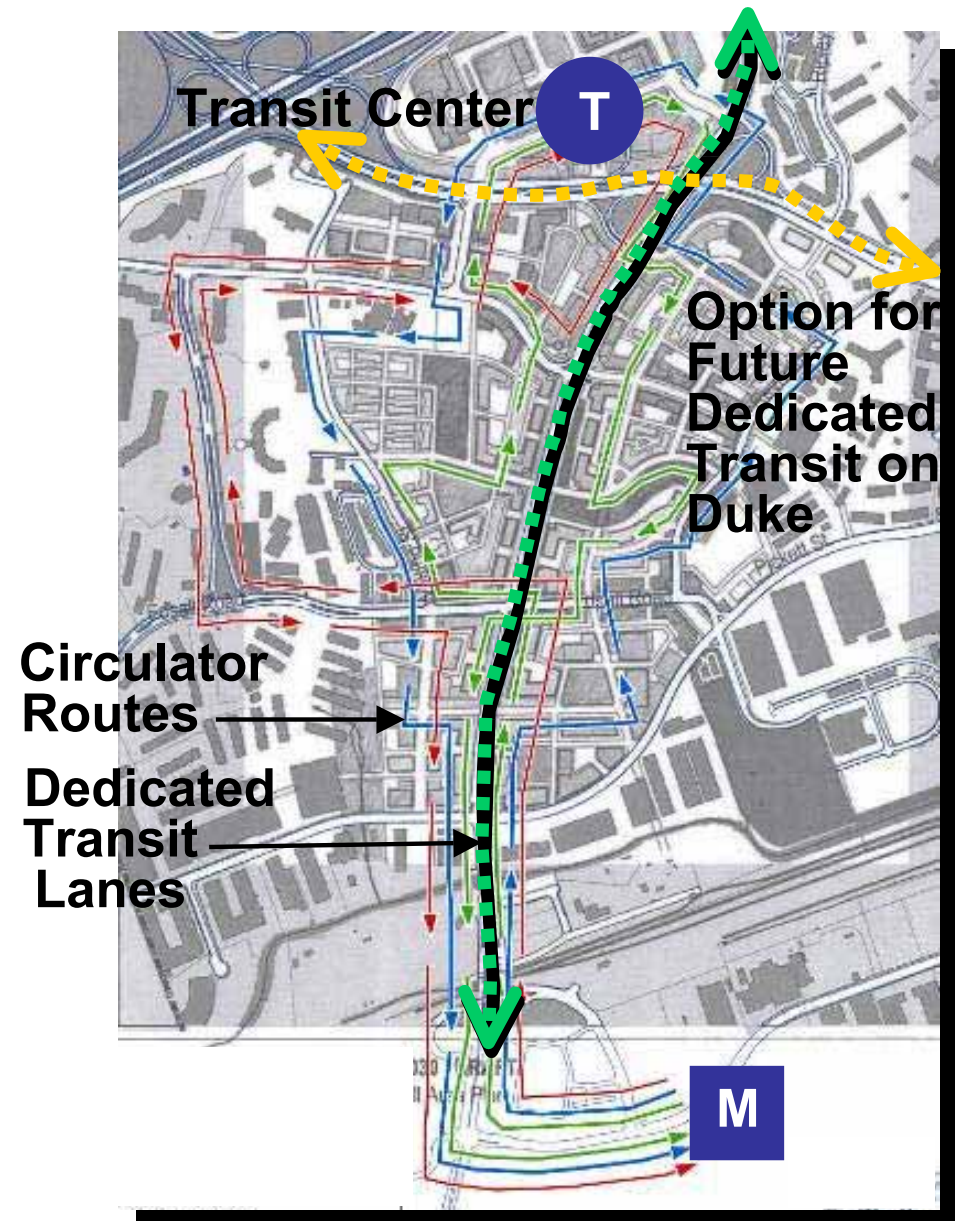 Transit Center
T
Option for
Future
Dedicated
Transit on
Duke
Pickett St
Circulator
Routes
Dedicated
Transit
Lanes
M